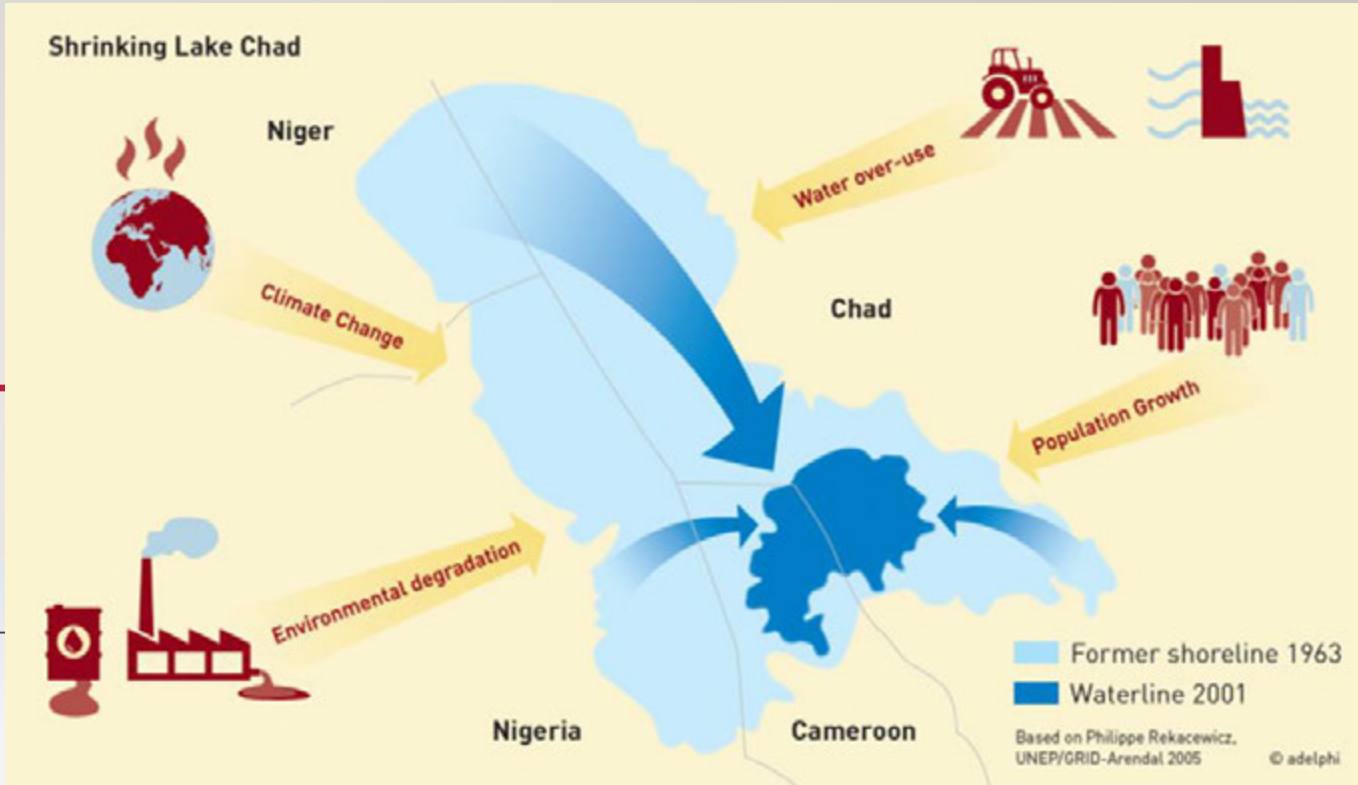 Shrinking Lake Chad
Niger
Water over-use
Climate Change
Chad
Population Growth
Environmental degradation
Nigeria
Cameroon
Former shoreline 1963
Waterline 2001
Based on Philippe Rekacewicz,
UNEP/GRID-Arendal 2005
© adelphi